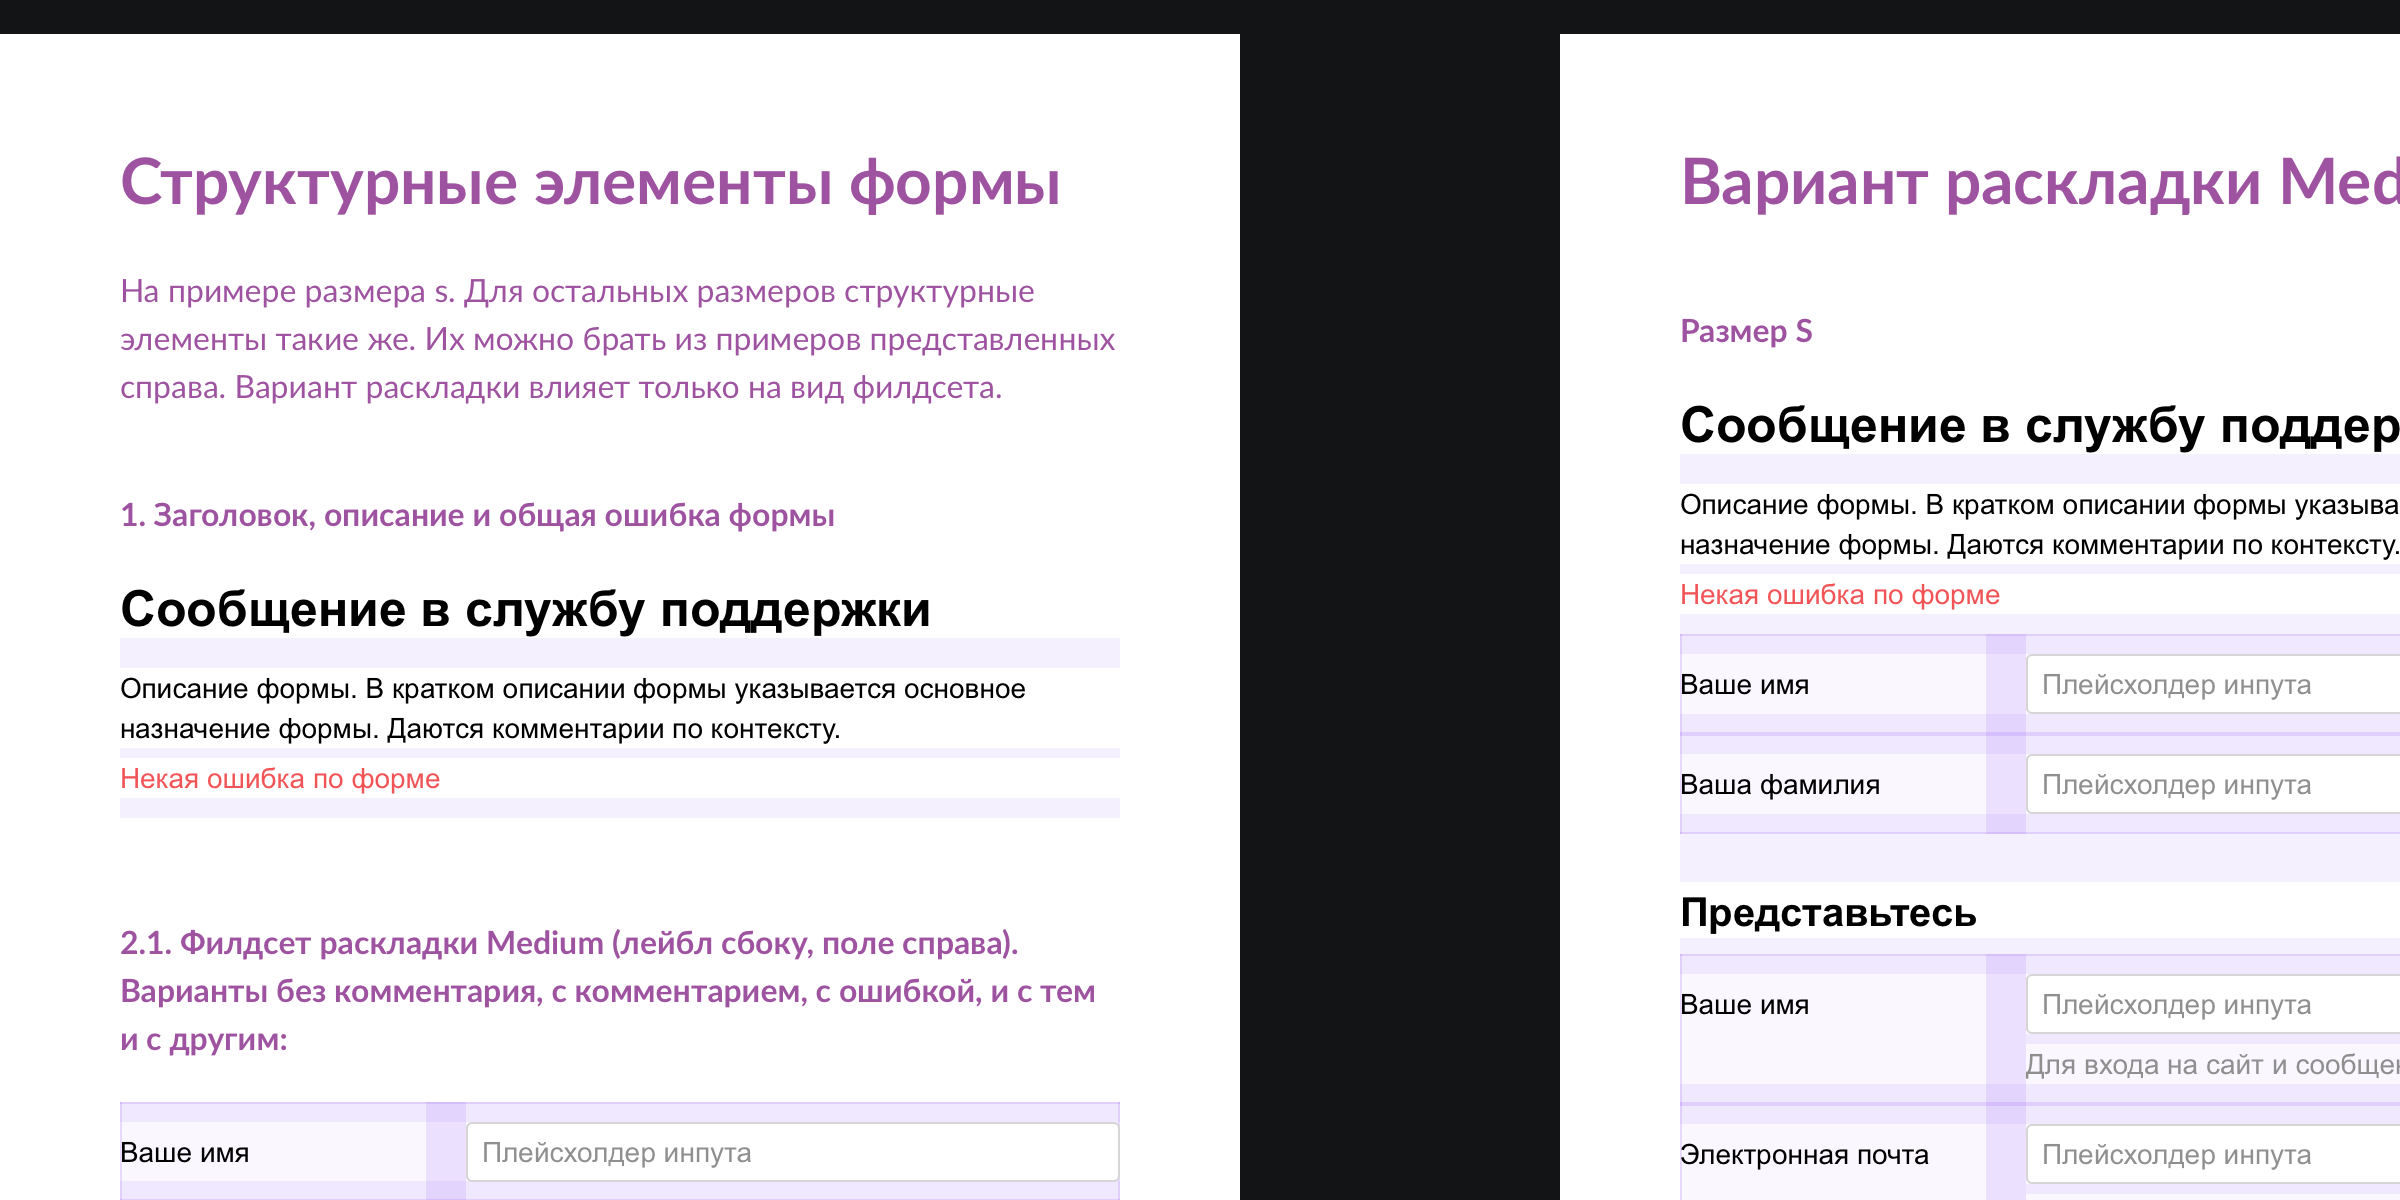 Структурные элементы формы
На примере размера s. Для остальных размеров структурные
элементы такие же. Их можно брать из примеров представленных
справа. Вариант раскладки влияет только на вид филдсета.
1. Заголовок, описание и общая ошибка формы
Сообщение в службу поддержки
Описание формы. В кратком описании формы указывается основное
назначение формы. Даются комментарии по контексту.
Некая ошибка по форме
2.1. Филдсет раскладки Medium (лейбл сбоку, поле справа).
Варианты без комментария, с комментарием, с ошибкой, и с тем
и с другим:
Ваше имя
Плейсхолдер инпута
Вариант раскладки Med
Размер S
Сообщение в службу поддер
Описание формы. В кратком описании формы указыва
назначение формы. Даются комментарии по контексту.
Некая ошибка по форме
Ваше имя
Плейсхолдер инпута
Ваша фамилия
Плейсхолдер инпута
Представьтесь
Ваше имя
Плейсхолдер инпута
Для входа на сайт и сообщен
Электронная почта
Плейсхолдер инпута